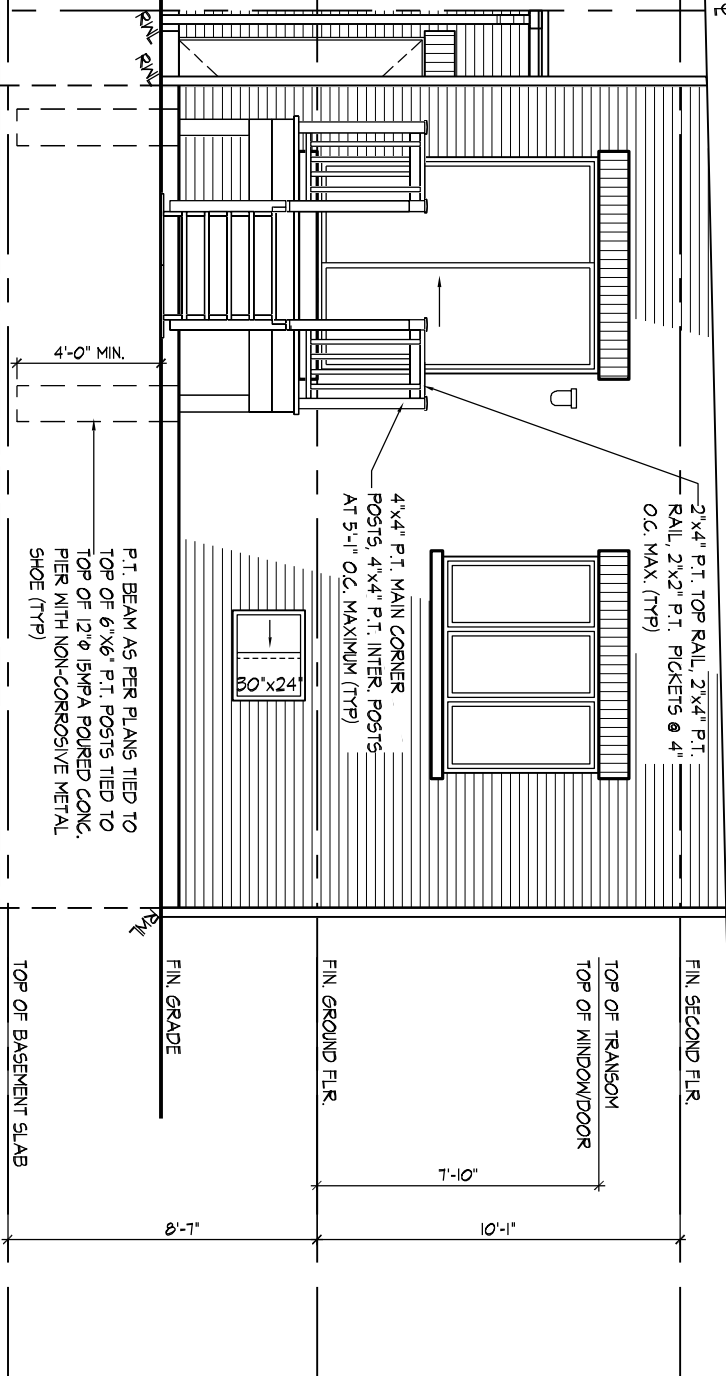 RWL
RWL
2"x4" P.T. TOP RAIL, 2"x4" P.T.
RAIL, 2"x2" P.T. PICKETS @ 4"
O.C. MAX. (TYP)
4"x4" P.T. MAIN CORNER
POSTS, 4"x4" P.T. INTER. POSTS
AT 5'-1" O.C. MAXIMUM (TYP)
30"x24"
4'-0" MIN.
P.T. BEAM AS PER PLANS TIED TO
TOP OF 6"X6" P.T. POSTS TIED TO
TOP OF 12"φ 15MPA POURED CONC.
PIER WITH NON-CORROSIVE METAL
SHOE (TYP)
FIN. SECOND FLR.
TOP OF TRANSOM
TOP OF WINDOW/DOOR
FIN. GROUND FLR.
FIN. GRADE
TOP OF BASEMENT SLAB
7'-10"
10'-1"
8'-7"